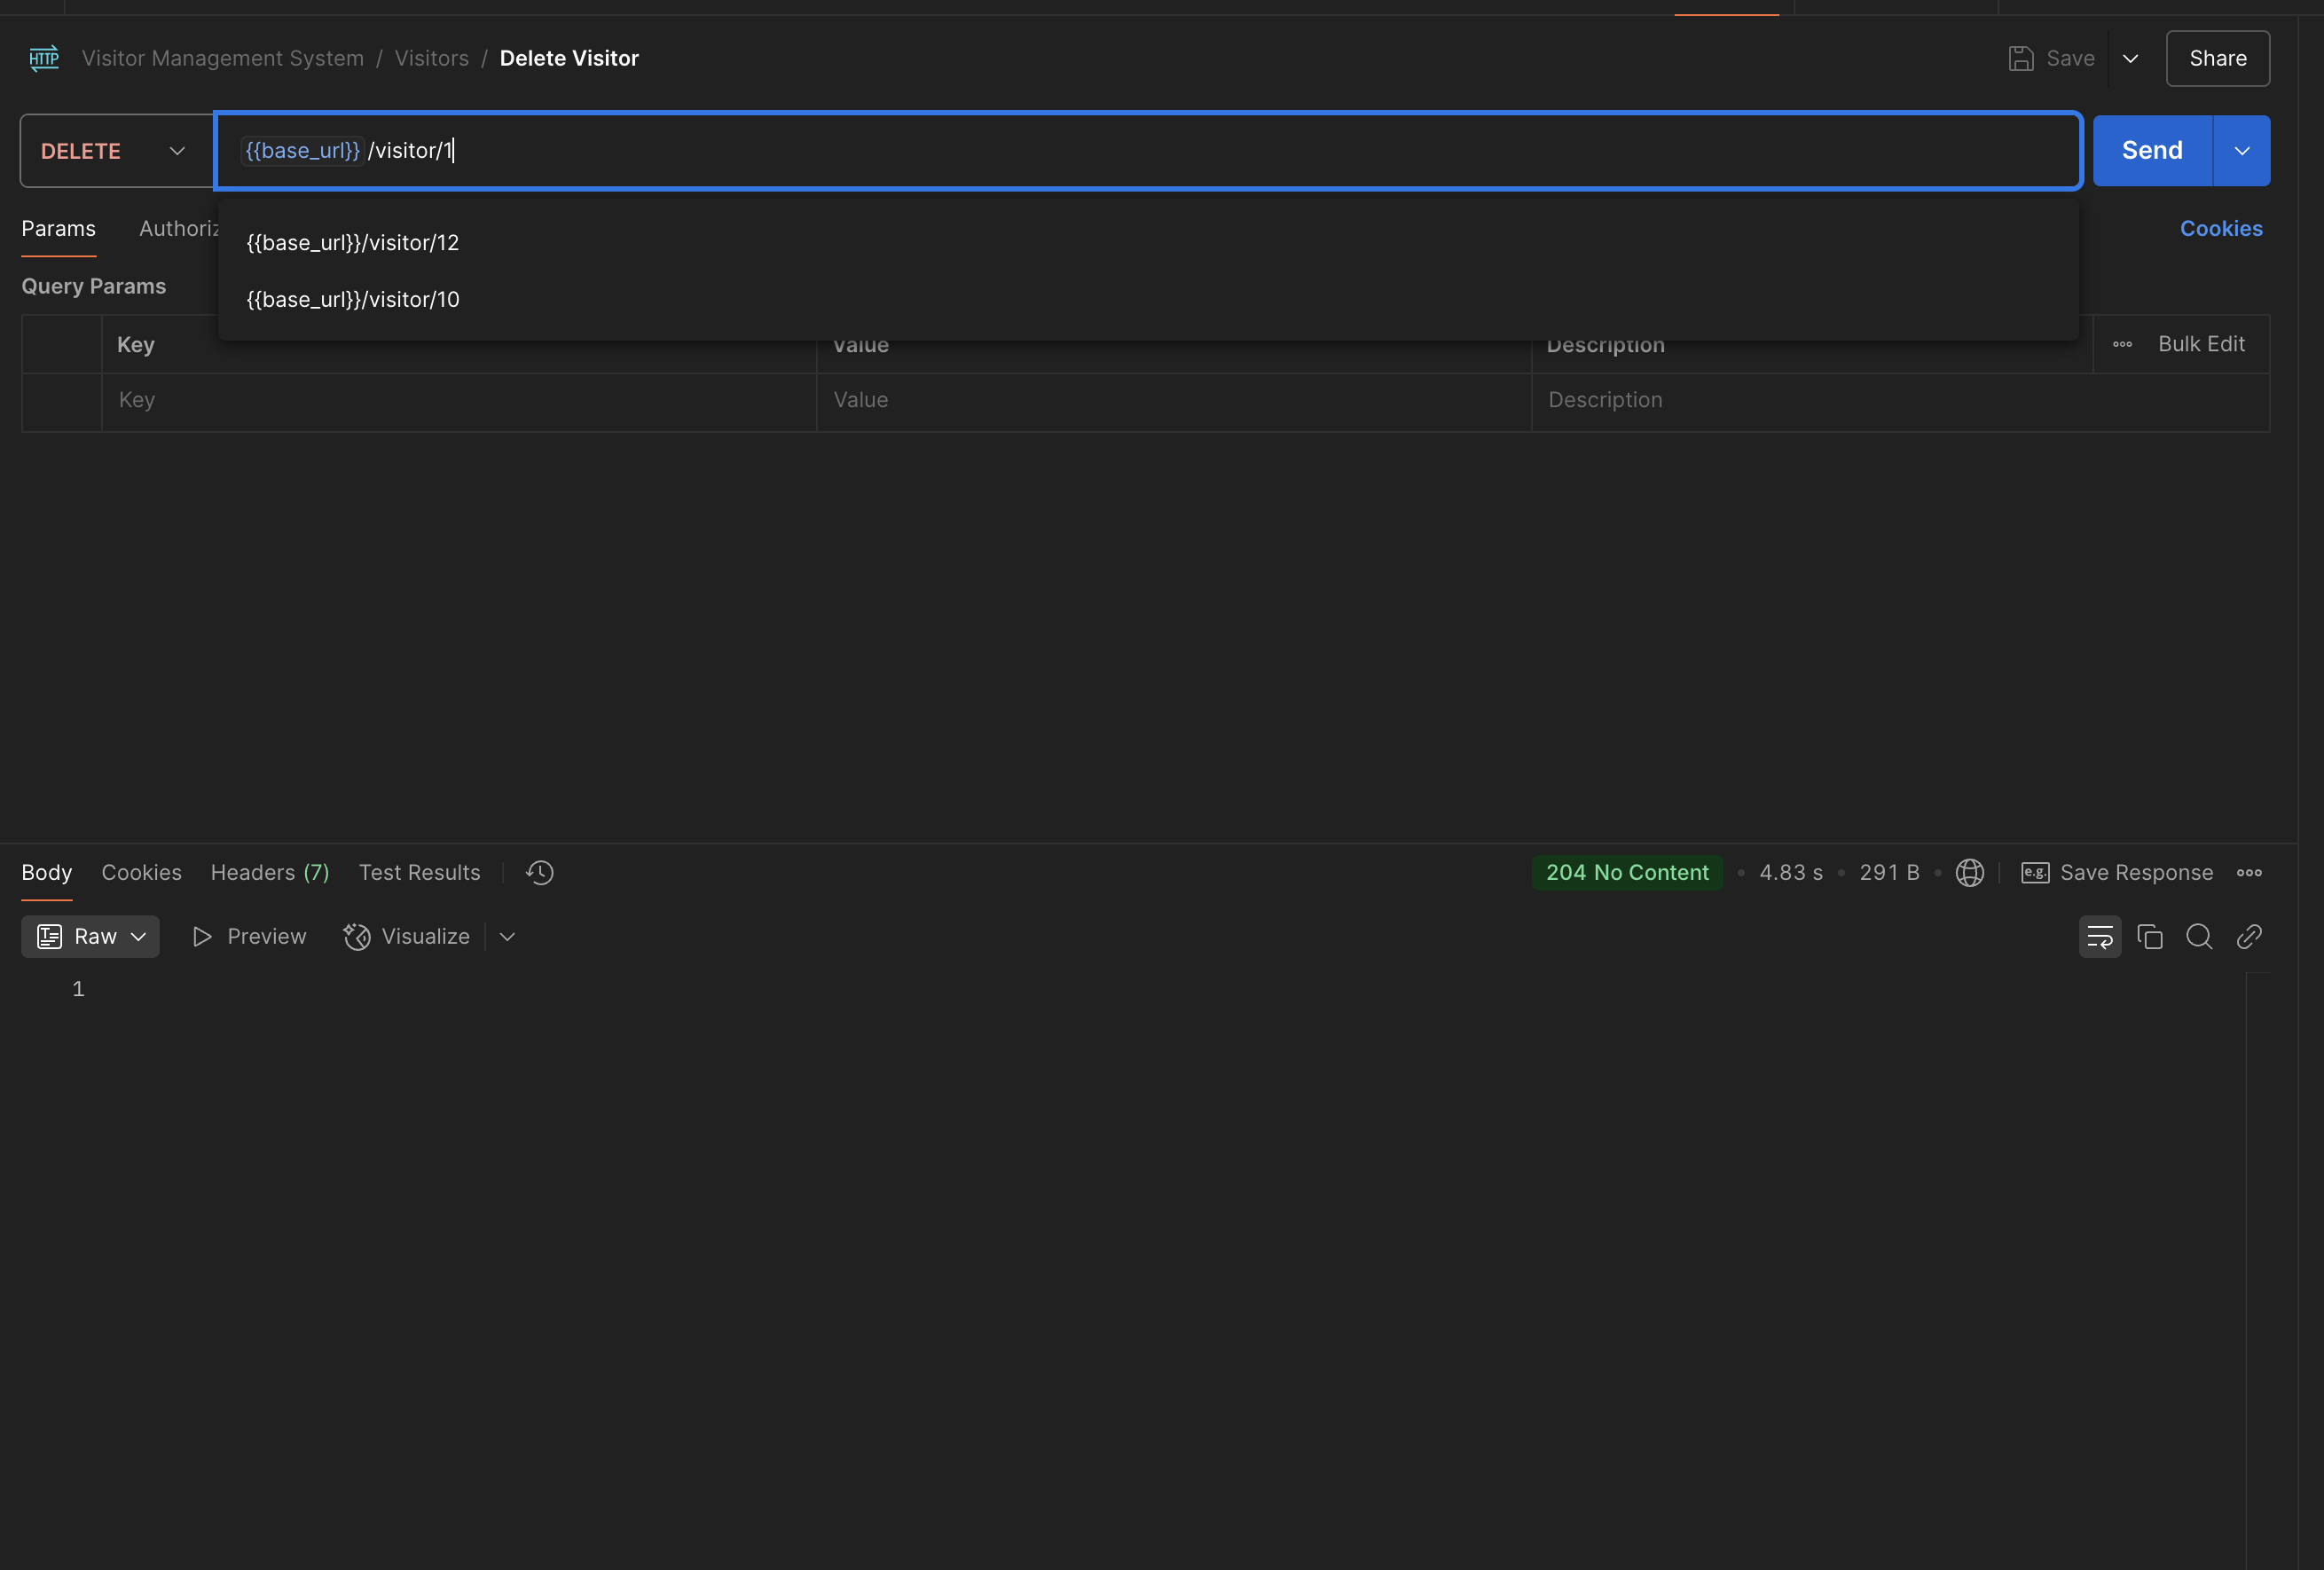 HTTP Visitor Management System / Visitors / Delete Visitor Save Share
DELETE {{base_url}}/visitor/1 Send
{{base_url}}/visitor/12
{{base_url}}/visitor/10
Params Authoriz Cookies
Query Params
Key Value Description Bulk Edit
Key Value Description
Body Cookies Headers (7) Test Results 204 No Content • 4.83 s • 291 B • e.g. Save Response
Raw Preview Visualize
1